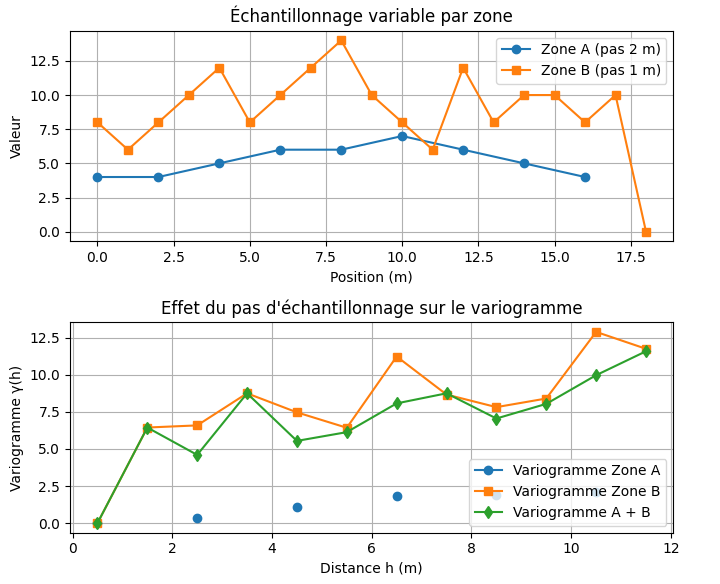 Échantillonnage variable par zone
Valeur
12.5
10.0
7.5
5.0
2.5
0.0
Zone A (pas 2 m)
Zone B (pas 1 m)
0.0 2.5 5.0 7.5 10.0 12.5 15.0 17.5
Position (m)
Effet du pas d'échantillonnage sur le variogramme
Variogramme γ(h)
12.5
10.0
7.5
5.0
2.5
0.0
Variogramme Zone A
Variogramme Zone B
Variogramme A + B
0 2 4 6 8 10 12
Distance h (m)